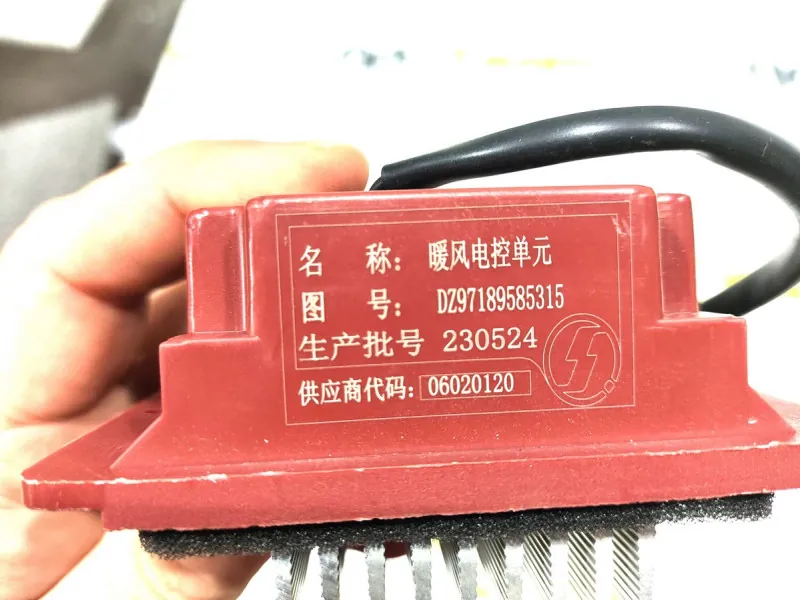 名 称：暖风电控单元
图 号：DZ97189585315
生产批号 230524
供应商代码：06020120